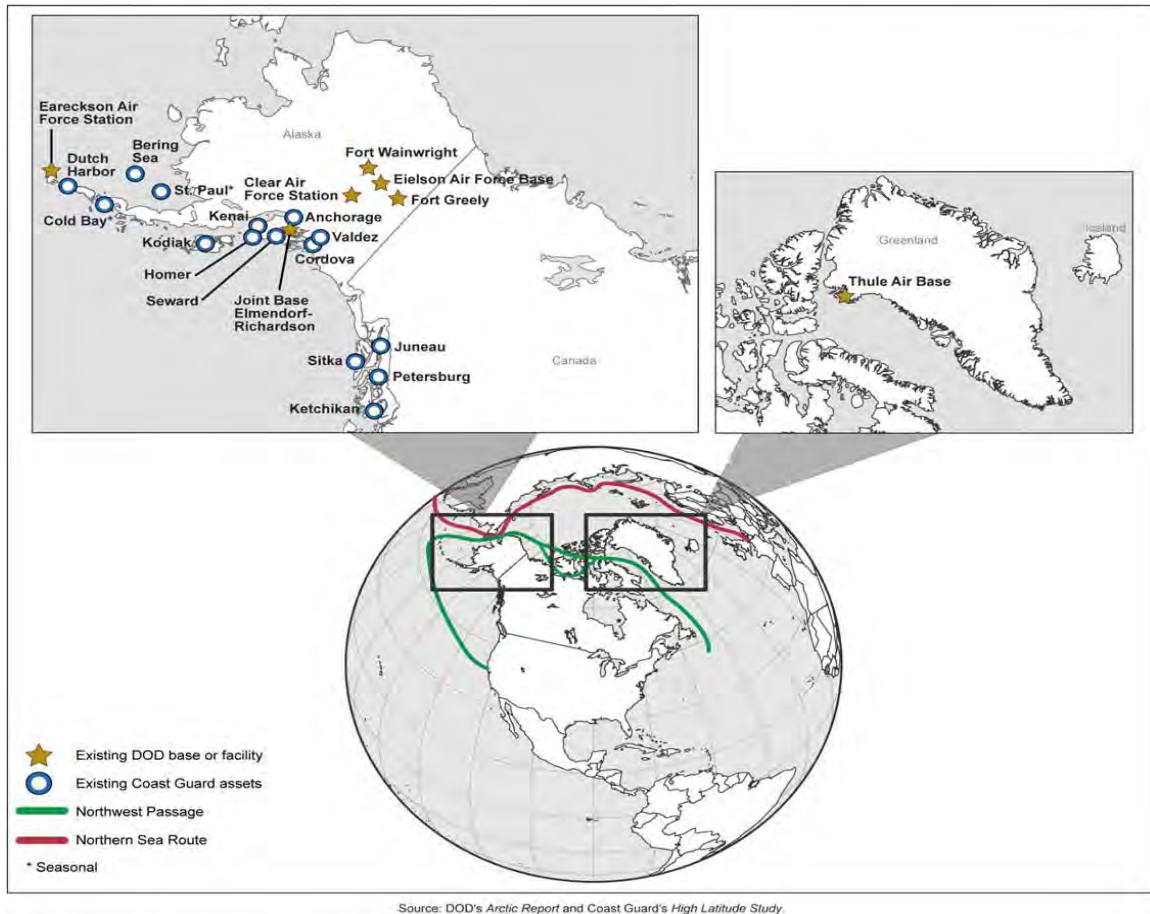 Eareckson Air
Force Station
Dutch
Harbor
Bering
Sea
Alaska
St. Paul*
Cold Bay*
Clear Air
Force Station
Fort Wainwright
Eielson Air Force Base
Fort Greely
Kenai
Anchorage
Kodiak
Valdez
Cordova
Homer
Seward
Joint Base
Elmendorf-
Richardson
Sitka
Juneau
Petersburg
Ketchikan
Canada
Greenland
Iceland
Thule Air Base
Existing DOD base or facility
Existing Coast Guard assets
Northwest Passage
Northern Sea Route
* Seasonal
Source: DOD's Arctic Report and Coast Guard's High Latitude Study.